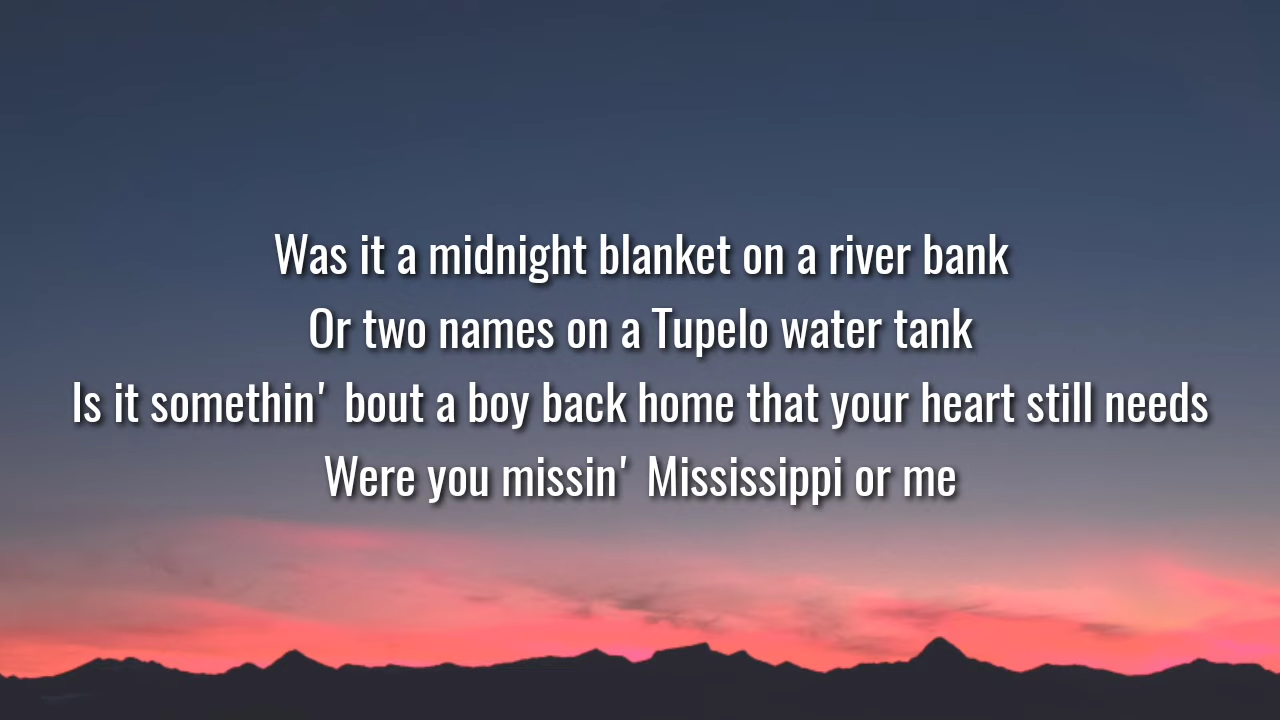 Was it a midnight blanket on a river bank
Or two names on a Tupelo water tank
Is it somethin' bout a boy back home that your heart still needs
Were you missin' Mississippi or me